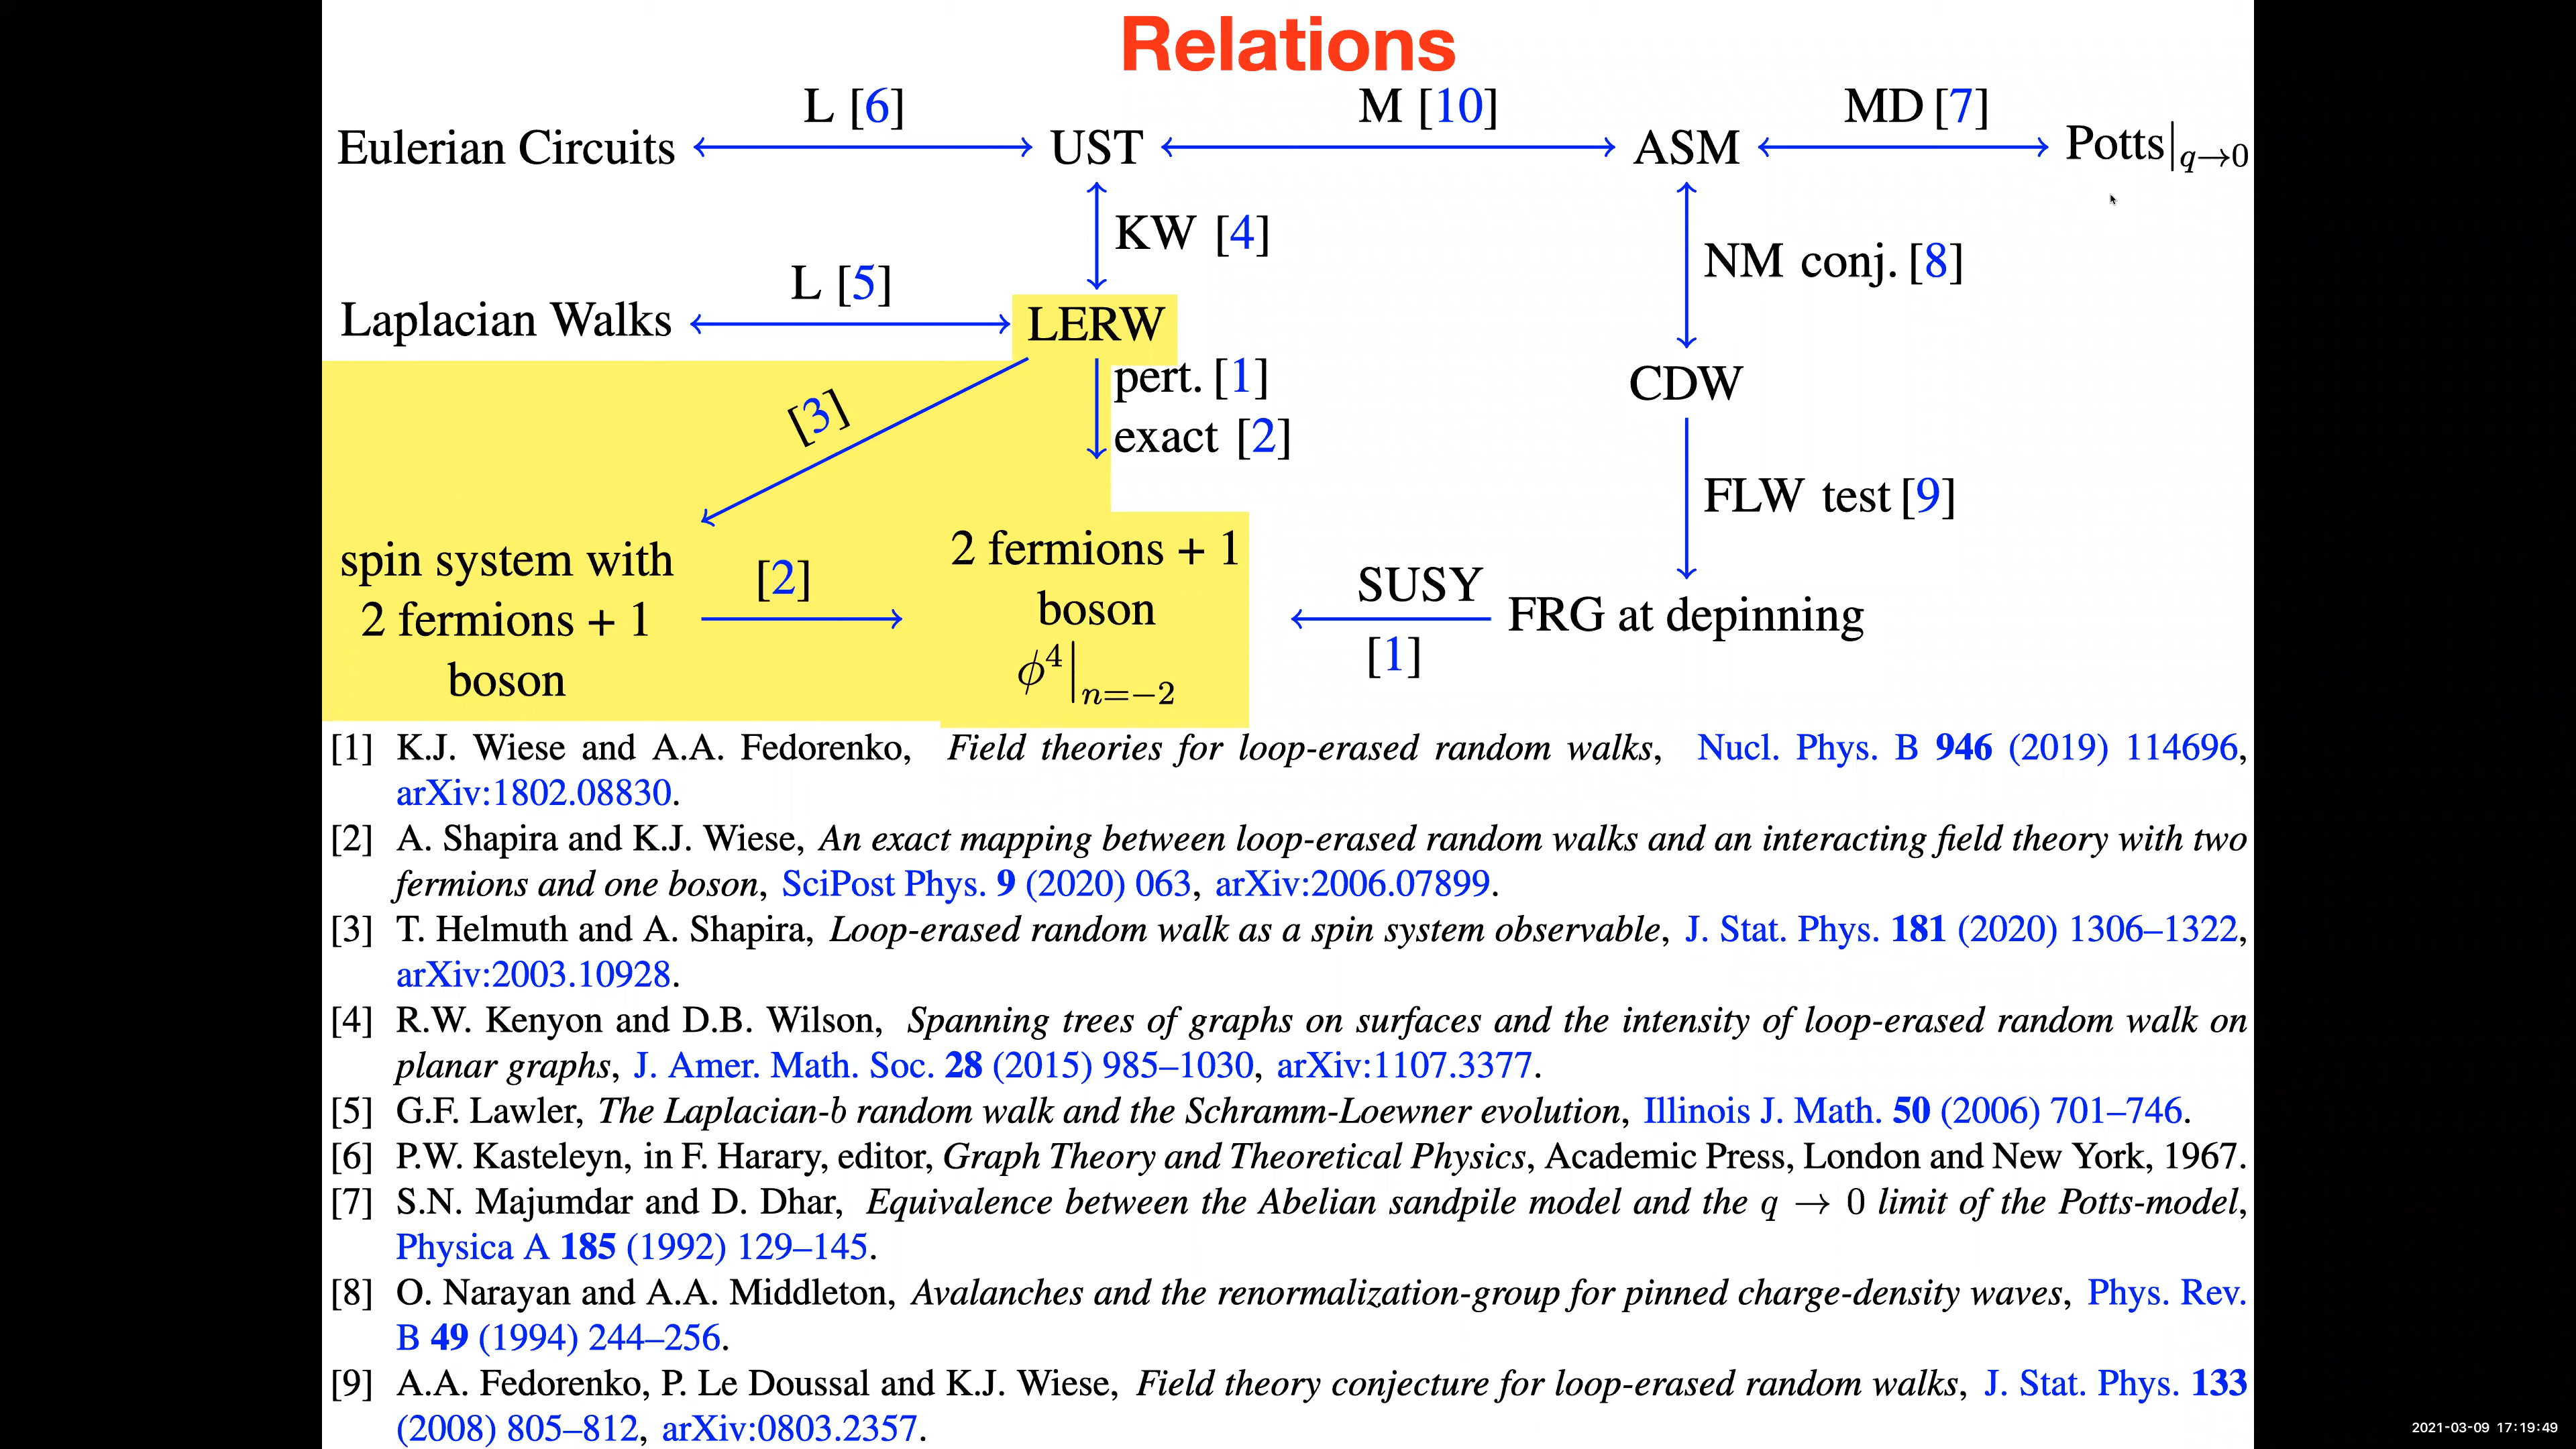 Relations
L [6]
M [10]
MD [7]
Eulerian Circuits
UST
ASM
Potts|q→0
KW [4]
NM conj. [8]
L [5]
Laplacian Walks
LERW
pert. [1]
CDW
[3]
exact [2]
FLW test [9]
spin system with
2 fermions + 1
boson
[2]
2 fermions + 1
boson
ϕ⁴|n=−2
SUSY
[1]
FRG at depinning
[1] K.J. Wiese and A.A. Fedorenko, Field theories for loop-erased random walks, Nucl. Phys. B 946 (2019) 114696,
arXiv:1802.08830.
[2] A. Shapira and K.J. Wiese, An exact mapping between loop-erased random walks and an interacting field theory with two
fermions and one boson, SciPost Phys. 9 (2020) 063, arXiv:2006.07899.
[3] T. Helmuth and A. Shapira, Loop-erased random walk as a spin system observable, J. Stat. Phys. 181 (2020) 1306–1322,
arXiv:2003.10928.
[4] R.W. Kenyon and D.B. Wilson, Spanning trees of graphs on surfaces and the intensity of loop-erased random walk on
planar graphs, J. Amer. Math. Soc. 28 (2015) 985–1030, arXiv:1107.3377.
[5] G.F. Lawler, The Laplacian-b random walk and the Schramm-Loewner evolution, Illinois J. Math. 50 (2006) 701–746.
[6] P.W. Kasteleyn, in F. Harary, editor, Graph Theory and Theoretical Physics, Academic Press, London and New York, 1967.
[7] S.N. Majumdar and D. Dhar, Equivalence between the Abelian sandpile model and the q → 0 limit of the Potts-model,
Physica A 185 (1992) 129–145.
[8] O. Narayan and A.A. Middleton, Avalanches and the renormalization-group for pinned charge-density waves, Phys. Rev.
B 49 (1994) 244–256.
[9] A.A. Fedorenko, P. Le Doussal and K.J. Wiese, Field theory conjecture for loop-erased random walks, J. Stat. Phys. 133
(2008) 805–812, arXiv:0803.2357.
2021-03-09 17:19:49